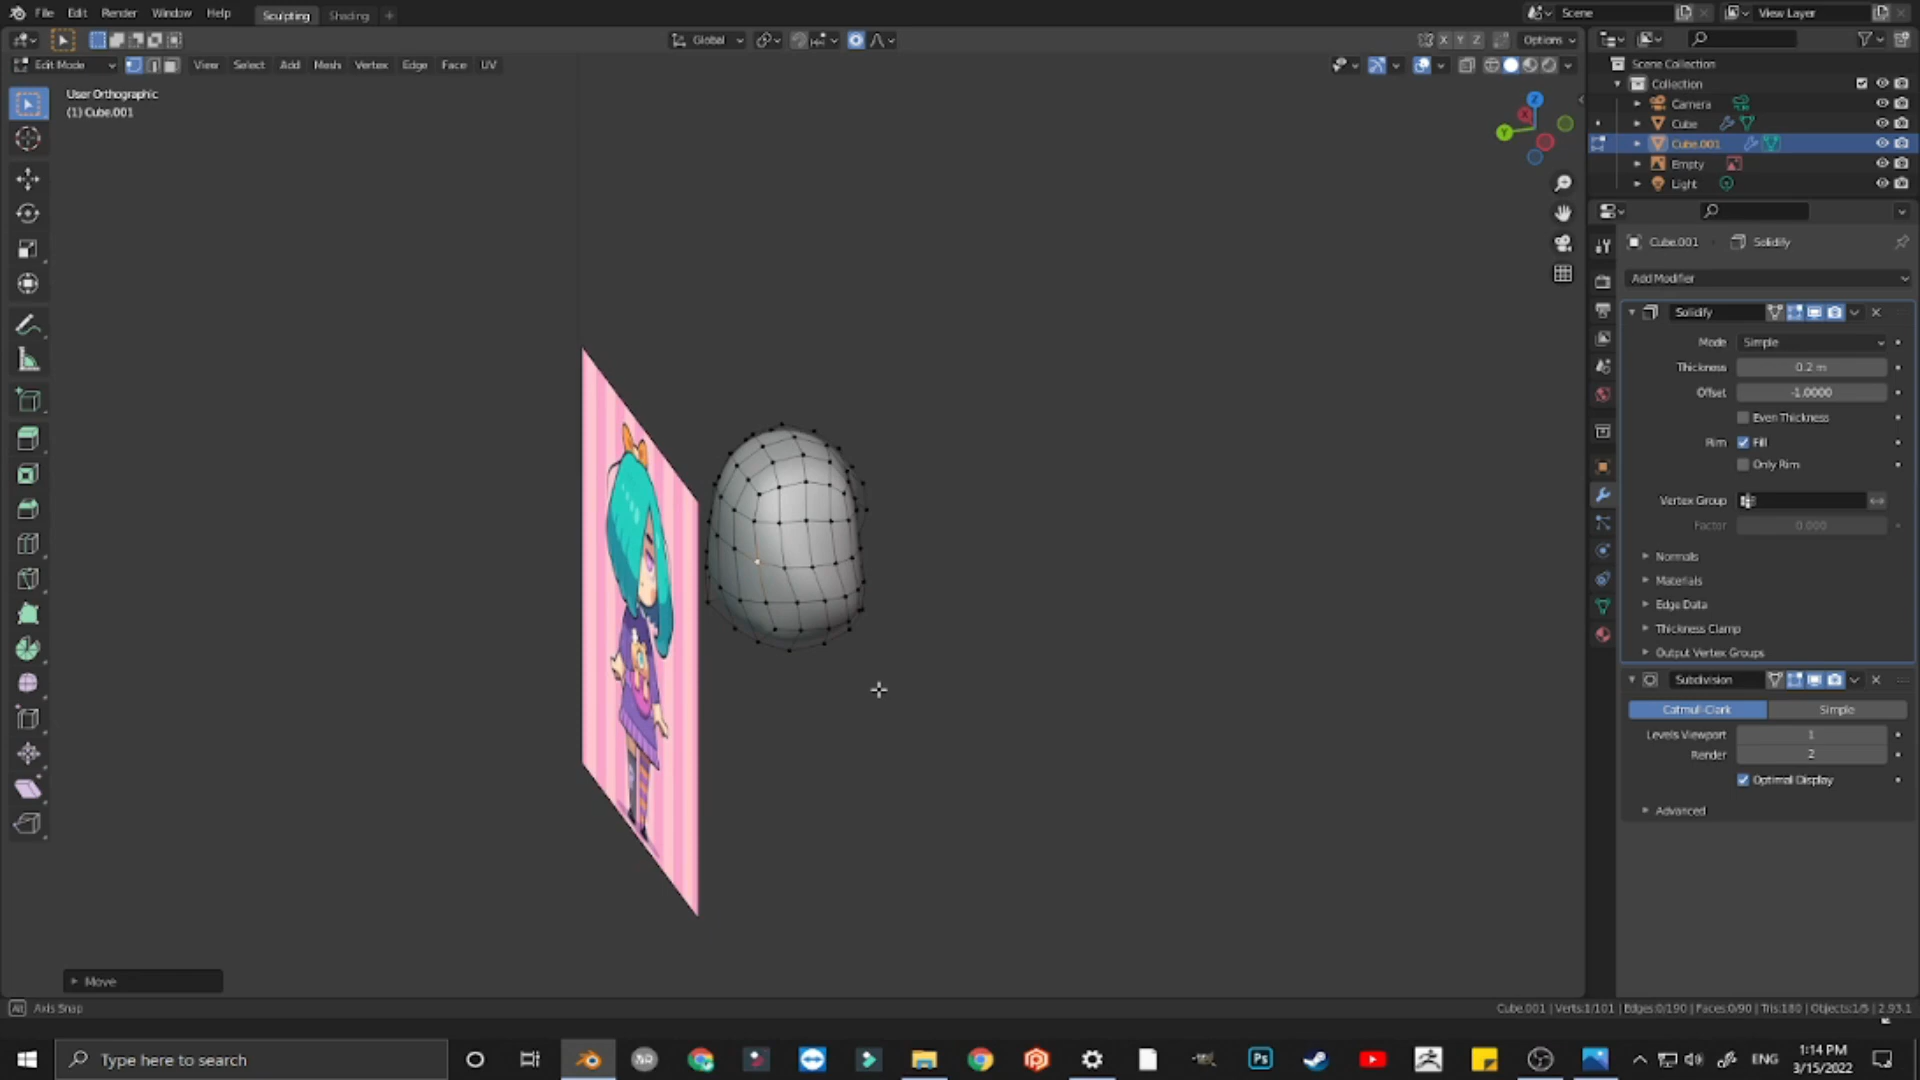 File Edit Render Window Help Sculpting Shading + Scene View Layer
Global X Y Z Options
Edit Mode View Select Add Mesh Vertex Edge Face UV
User Orthographic
(1) Cube.001
Z
X
Y
Scene Collection
Collection
Camera
Cube
Cube.001
Empty
Light
Cube.001 Solidify
Add Modifier
Solidify
Mode Simple
Thickness 0.2 m
Offset -1.0000
Even Thickness
Rim Fill
Only Rim
Vertex Group
Factor 0.000
Normals
Materials
Edge Data
Thickness Clamp
Output Vertex Groups
Subdivision
Catmull-Clark Simple
Levels Viewport 1
Render 2
Optimal Display
Advanced
Move
Alt Axis Snap Cube.001 | Verts:1/101 | Edges:0/190 | Faces:0/90 | Tris:180 | Objects:1/5 | 2.93.1
Type here to search Ps ENG 1:14 PM
3/15/2022